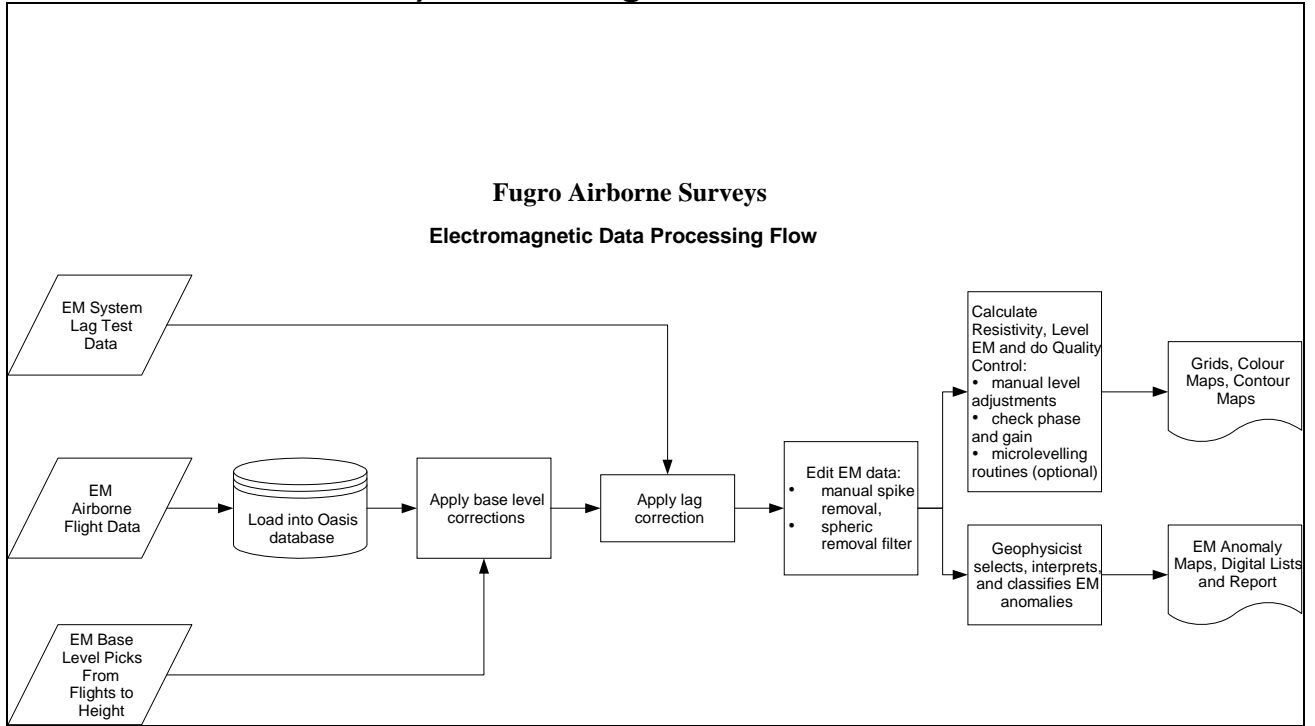 Fugro Airborne Surveys
Electromagnetic Data Processing Flow
EM System
Lag Test
Data
EM
Airborne
Flight Data
EM Base
Level Picks
From
Flights to
Height
Load into Oasis
database
Apply base level
corrections
Apply lag
correction
Edit EM data:
• manual spike
removal,
• spheric
removal filter
Calculate
Resistivity, Level
EM and do Quality
Control:
• manual level
adjustments
• check phase
and gain
• microlevelling
routines (optional)
Grids, Colour
Maps, Contour
Maps
Geophysicist
selects, interprets,
and classifies EM
anomalies
EM Anomaly
Maps, Digital Lists
and Report